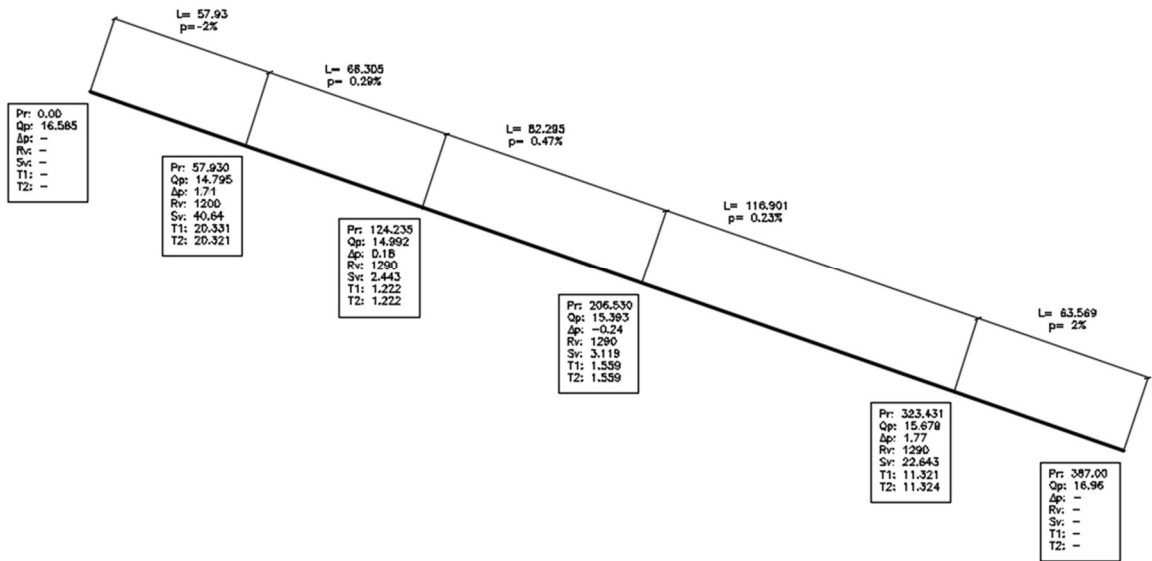 L= 57.93
p=-2%
L= 66.305
p= 0.29%
L= 82.295
p= 0.47%
L= 116.901
p= 0.23%
L= 63.569
p= 2%
Pr: 0.00
Qp: 16.585
Δp: -
Rv: -
Sv: -
T1: -
T2: -
Pr: 57.930
Qp: 14.795
Δp: 1.71
Rv: 1200
Sv: 40.64
T1: 20.331
T2: 20.321
Pr: 124.235
Qp: 14.992
Δp: 0.18
Rv: 1290
Sv: 2.443
T1: 1.222
T2: 1.222
Pr: 206.530
Qp: 15.393
Δp: -0.24
Rv: 1290
Sv: 3.119
T1: 1.559
T2: 1.559
Pr: 323.431
Qp: 15.678
Δp: 1.77
Rv: 1290
Sv: 22.643
T1: 11.321
T2: 11.324
Pr: 387.00
Qp: 16.96
Δp: -
Rv: -
Sv: -
T1: -
T2: -